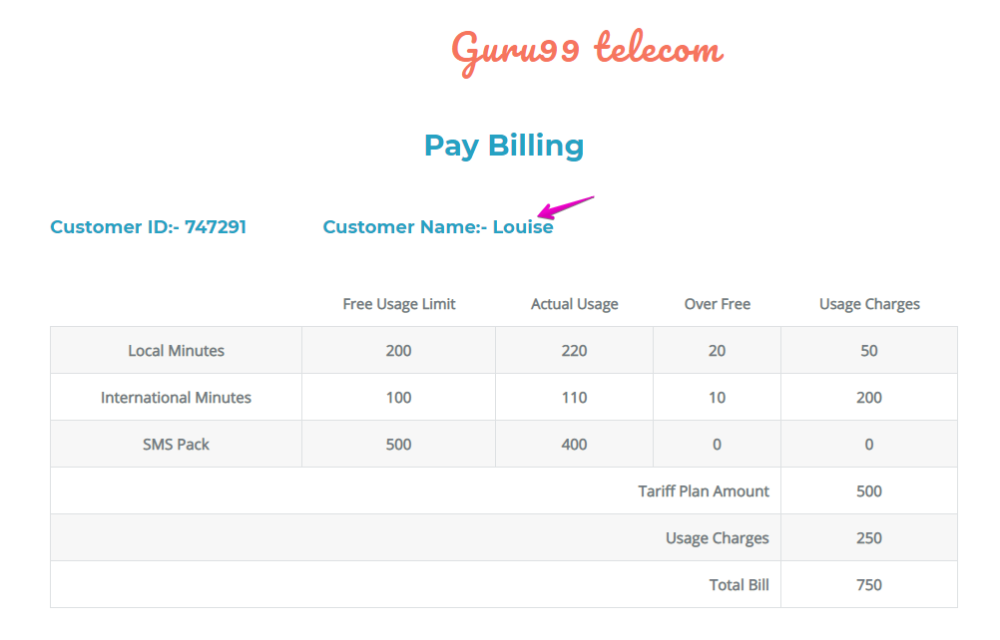 Guru99 telecom
Pay Billing
Customer ID:- 747291 Customer Name:- Louise
Free Usage Limit Actual Usage Over Free Usage Charges
Local Minutes 200 220 20 50
International Minutes 100 110 10 200
SMS Pack 500 400 0 0
Tariff Plan Amount 500
Usage Charges 250
Total Bill 750